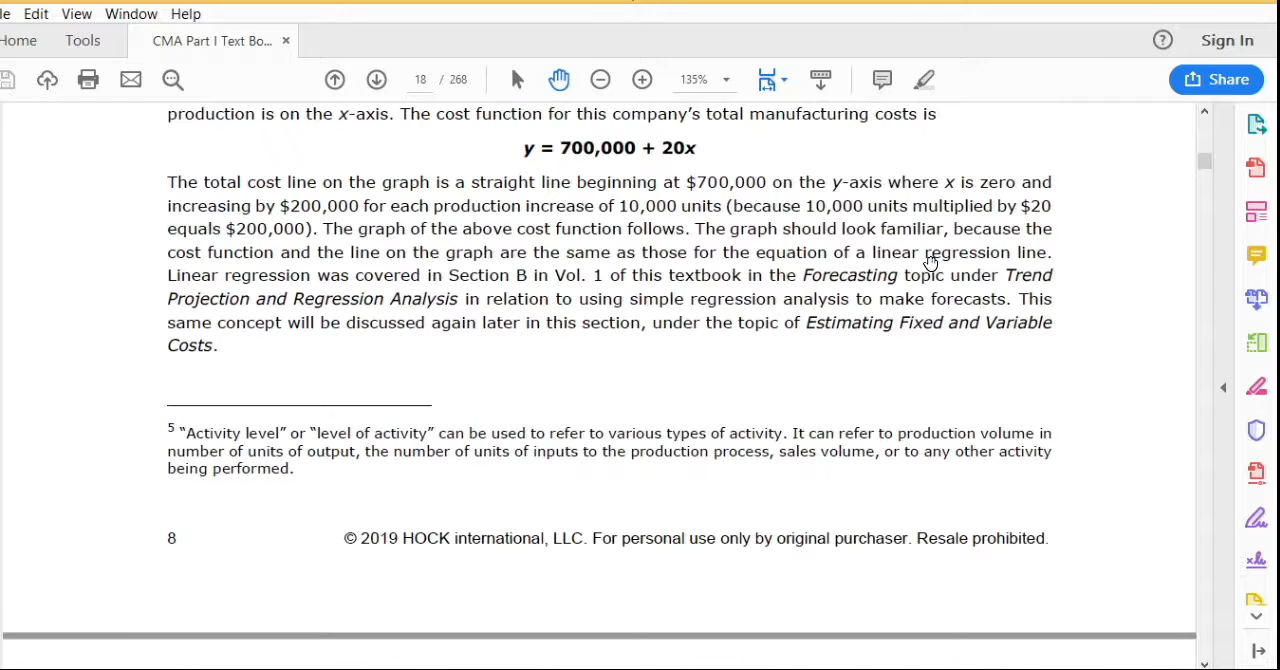 le Edit View Window Help
Home Tools CMA Part I Text Bo... × Sign In
18 / 268 135% Share
production is on the x-axis. The cost function for this company's total manufacturing costs is
y = 700,000 + 20x
The total cost line on the graph is a straight line beginning at $700,000 on the y-axis where x is zero and
increasing by $200,000 for each production increase of 10,000 units (because 10,000 units multiplied by $20
equals $200,000). The graph of the above cost function follows. The graph should look familiar, because the
cost function and the line on the graph are the same as those for the equation of a linear regression line.
Linear regression was covered in Section B in Vol. 1 of this textbook in the Forecasting topic under Trend
Projection and Regression Analysis in relation to using simple regression analysis to make forecasts. This
same concept will be discussed again later in this section, under the topic of Estimating Fixed and Variable
Costs.
5 “Activity level” or “level of activity” can be used to refer to various types of activity. It can refer to production volume in
number of units of output, the number of units of inputs to the production process, sales volume, or to any other activity
being performed.
8 © 2019 HOCK international, LLC. For personal use only by original purchaser. Resale prohibited.